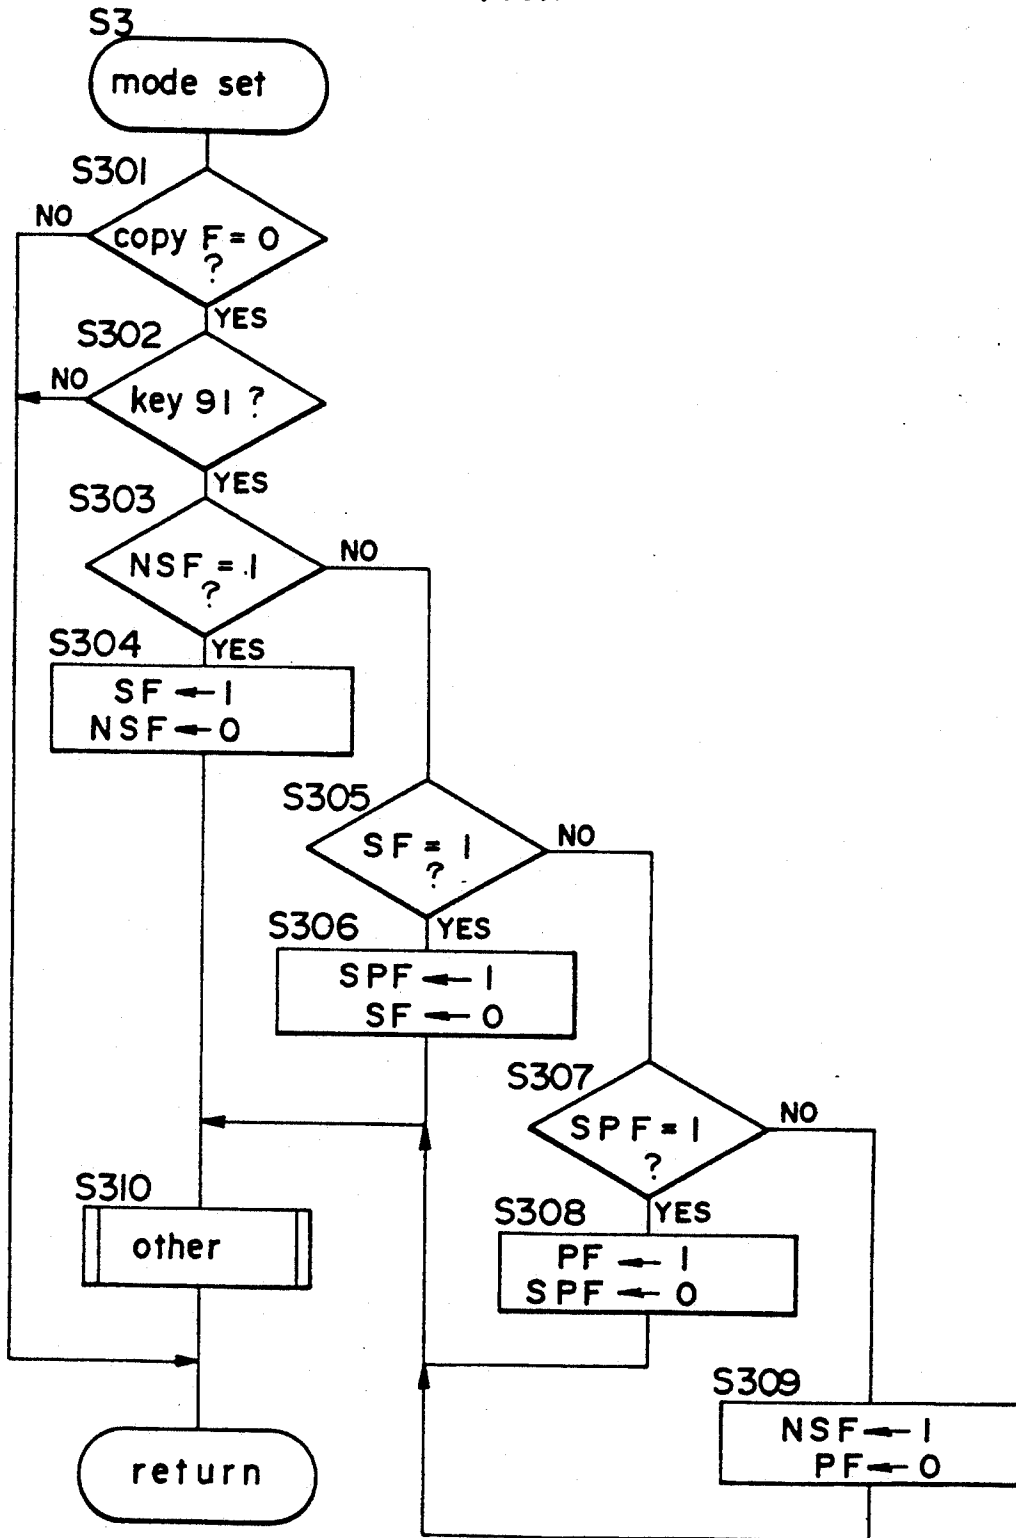 S3
mode set
S301
NO
copy F = 0
?
YES
S302
NO
key 91 ?
YES
S303
NO
NSF = 1
?
YES
S304
SF ← 1
NSF ← 0
S305
NO
SF = 1
?
YES
S306
SPF ← 1
SF ← 0
S307
NO
SPF = 1
?
YES
S308
PF ← 1
SPF ← 0
S310
other
S309
NSF ← 1
PF ← 0
return